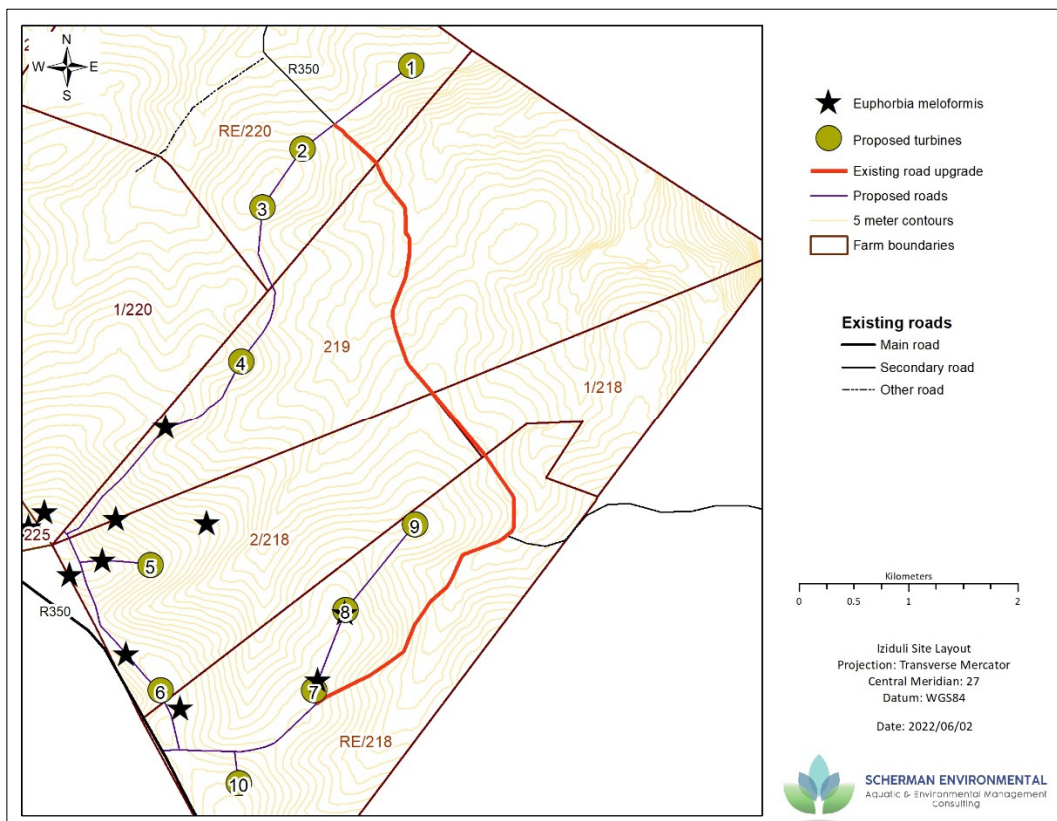 N
W E
S
R350
1
RE/220
2
3
1/220
219
4
1/218
225
2/218
9
5
R350
8
6
7
RE/218
10
Euphorbia meloformis
Proposed turbines
Existing road upgrade
Proposed roads
5 meter contours
Farm boundaries
Existing roads
Main road
Secondary road
Other road
Kilometers
0 0.5 1 2
Iziduli Site Layout
Projection: Transverse Mercator
Central Meridian: 27
Datum: WGS84
Date: 2022/06/02
SCHERMAN ENVIRONMENTAL
Aquatic & Environmental Management
Consulting